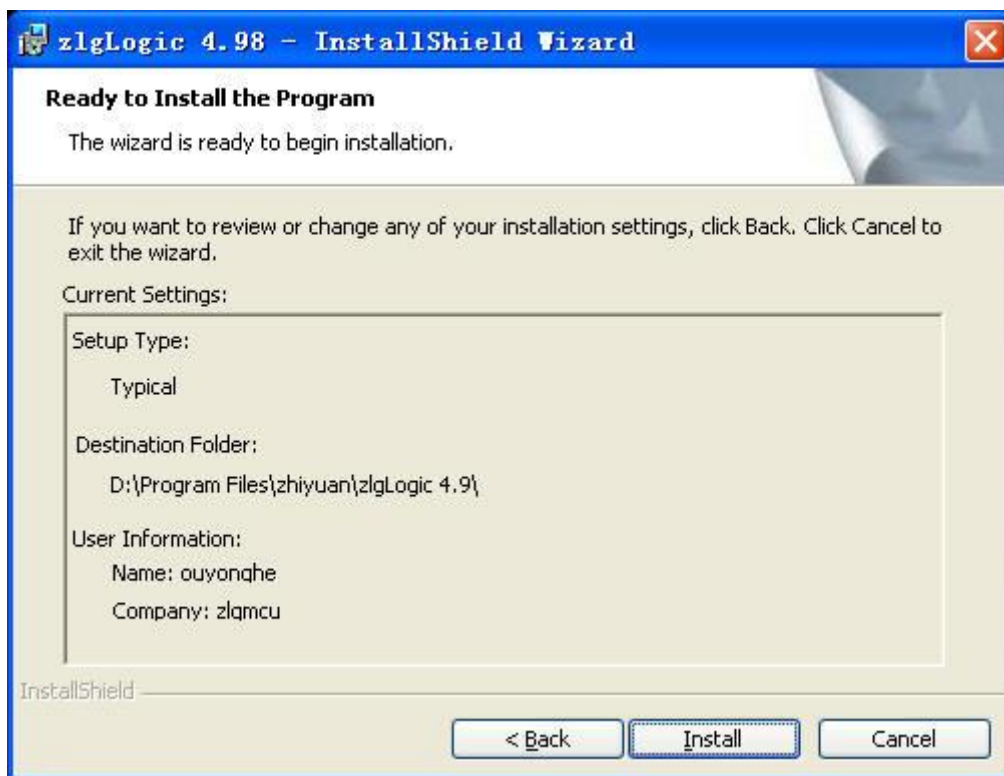 zlgLogic 4.98 - InstallShield Wizard
Ready to Install the Program
The wizard is ready to begin installation.
If you want to review or change any of your installation settings, click Back. Click Cancel to
exit the wizard.
Current Settings:
Setup Type:
Typical
Destination Folder:
D:\Program Files\zhiyuan\zlgLogic 4.9\
User Information:
Name: ouyonghe
Company: zlgmcu
InstallShield
< Back
Install
Cancel